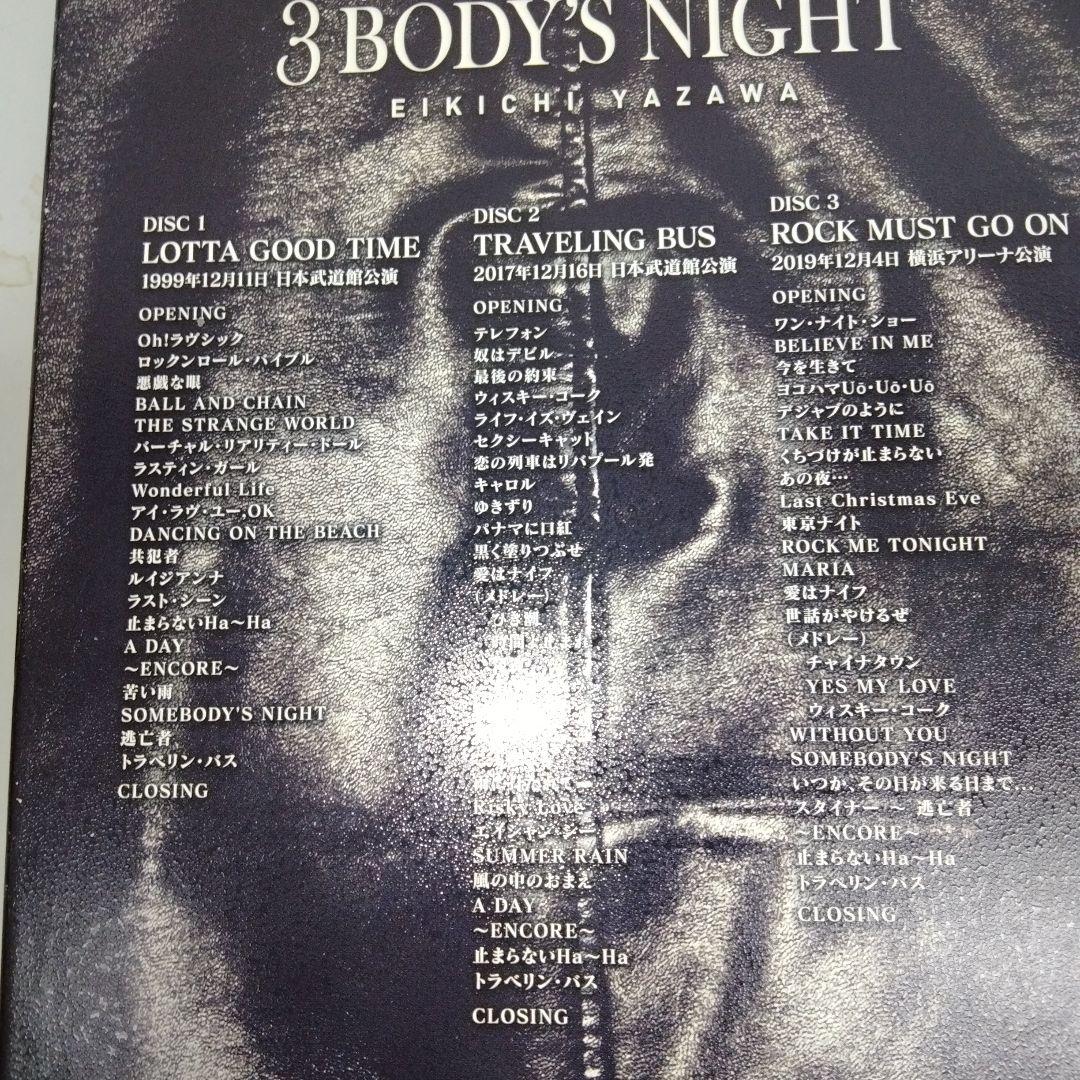 3 BODY'S NIGHT
EIKICHI YAZAWA
DISC 1
LOTTA GOOD TIME
1999年12月11日 日本武道館公演
OPENING
Oh!ラヴシック
ロックンロール・バイブル
悪戯な眼
BALL AND CHAIN
THE STRANGE WORLD
バーチャル・リアリティー・ドール
ラスティン・ガール
Wonderful Life
アイ・ラヴ・ユー,OK
DANCING ON THE BEACH
共犯者
ルイジアンナ
ラスト・シーン
止まらないHa〜Ha
A DAY
〜ENCORE〜
苦い雨
SOMEBODY'S NIGHT
逃亡者
トラベリン・バス
CLOSING
DISC 2
TRAVELING BUS
2017年12月16日 日本武道館公演
OPENING
テレフォン
奴はデビル
最後の約束
ウィスキー・コーク
ライフ・イズ・ヴェイン
セクシーキャット
恋の列車はリバプール発
キャロル
ゆきずり
パナマに口紅
黒く塗りつぶせ
愛はナイフ
(メドレー)
Risky Love
エイシャン・シー
SUMMER RAIN
風の中のおまえ
A DAY
〜ENCORE〜
止まらないHa〜Ha
トラベリン・バス
CLOSING
DISC 3
ROCK MUST GO ON
2019年12月4日 横浜アリーナ公演
OPENING
ワン・ナイト・ショー
BELIEVE IN ME
今を生きて
ヨコハマUō・Uō・Uō
デジャブのように
TAKE IT TIME
くちづけが止まらない
あの夜…
Last Christmas Eve
東京ナイト
ROCK ME TONIGHT
MARIA
愛はナイフ
世話がやけるぜ
(メドレー)
チャイナタウン
YES MY LOVE
ウィスキー・コーク
WITHOUT YOU
SOMEBODY'S NIGHT
いつか、その日が来る日まで...
スタイナー 〜 逃亡者
〜ENCORE〜
止まらないHa〜Ha
トラベリン・バス
CLOSING